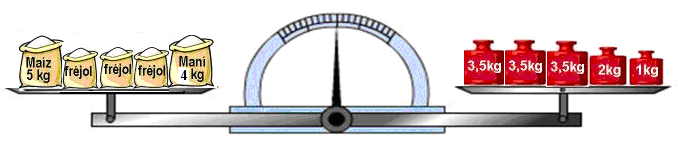 Maiz
5 kg
fréjol
fréjol
fréjol
Maní
4 kg
3,5kg
3,5kg
3,5kg
2kg
1kg